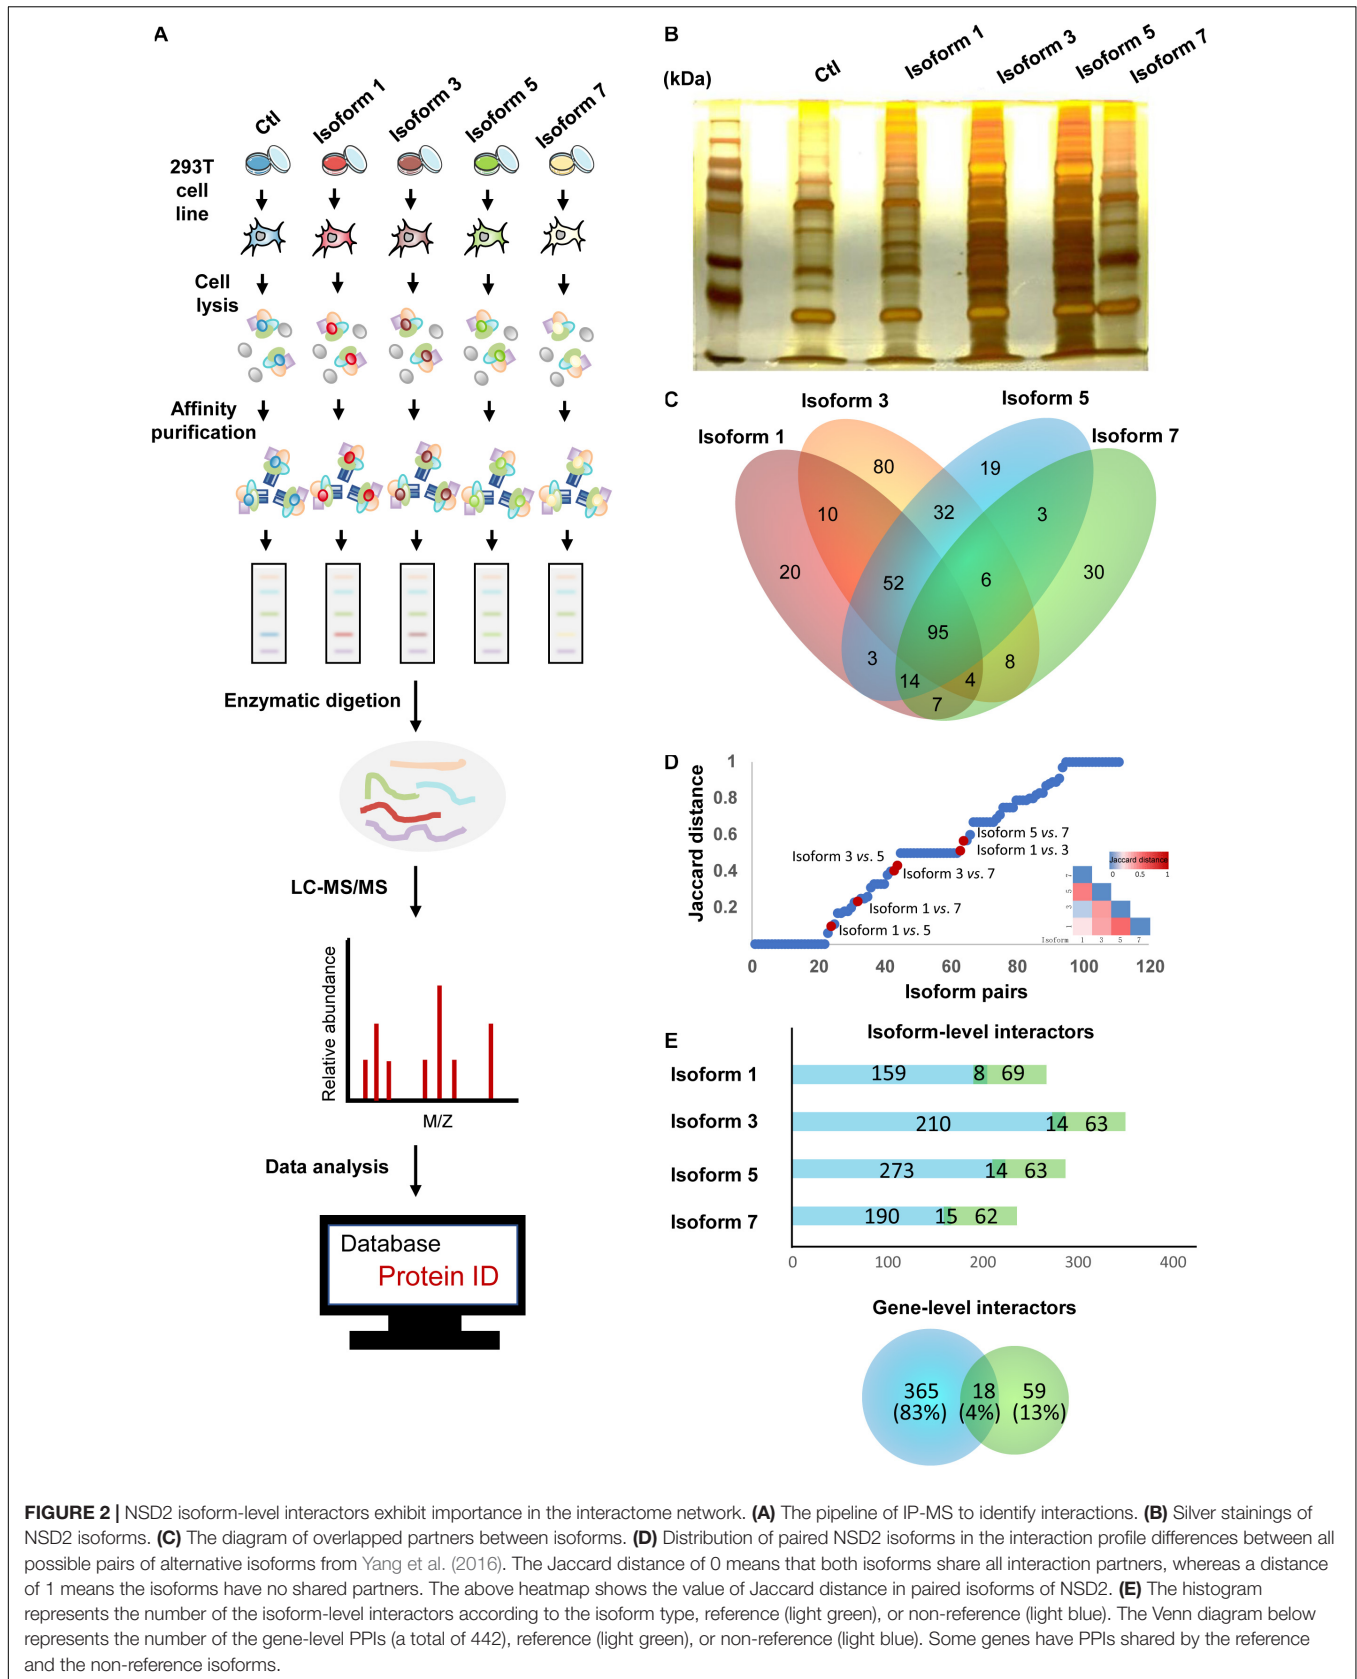 A
Ctl
Isoform 1
Isoform 3
Isoform 5
Isoform 7
293T
cell
line
Cell
lysis
Affinity
purification
Enzymatic digetion
LC-MS/MS
Relative abundance
M/Z
Data analysis
Database
Protein ID
B
(kDa)
Ctl
Isoform 1
Isoform 3
Isoform 5
Isoform 7
C
Isoform 1
Isoform 3
Isoform 5
Isoform 7
80
19
10
32
3
20
52
6
30
95
3
8
14
4
7
D
Jaccard distance
1
0.8
0.6
0.4
0.2
Isoform 5 vs. 7
Isoform 1 vs. 3
Isoform 3 vs. 5
Isoform 3 vs. 7
Isoform 1 vs. 7
Isoform 1 vs. 5
Jaccard distance
0 0.5 1
7
5
3
1
Isoform 1 3 5 7
0 20 40 60 80 100 120
Isoform pairs
E
Isoform-level interactors
Isoform 1 159 8 69
Isoform 3 210 14 63
Isoform 5 273 14 63
Isoform 7 190 15 62
0 100 200 300 400
Gene-level interactors
365 18 59
(83%) (4%) (13%)
FIGURE 2 | NSD2 isoform-level interactors exhibit importance in the interactome network. (A) The pipeline of IP-MS to identify interactions. (B) Silver stainings of
NSD2 isoforms. (C) The diagram of overlapped partners between isoforms. (D) Distribution of paired NSD2 isoforms in the interaction profile differences between all
possible pairs of alternative isoforms from Yang et al. (2016). The Jaccard distance of 0 means that both isoforms share all interaction partners, whereas a distance
of 1 means the isoforms have no shared partners. The above heatmap shows the value of Jaccard distance in paired isoforms of NSD2. (E) The histogram
represents the number of the isoform-level interactors according to the isoform type, reference (light green), or non-reference (light blue). The Venn diagram below
represents the number of the gene-level PPIs (a total of 442), reference (light green), or non-reference (light blue). Some genes have PPIs shared by the reference
and the non-reference isoforms.